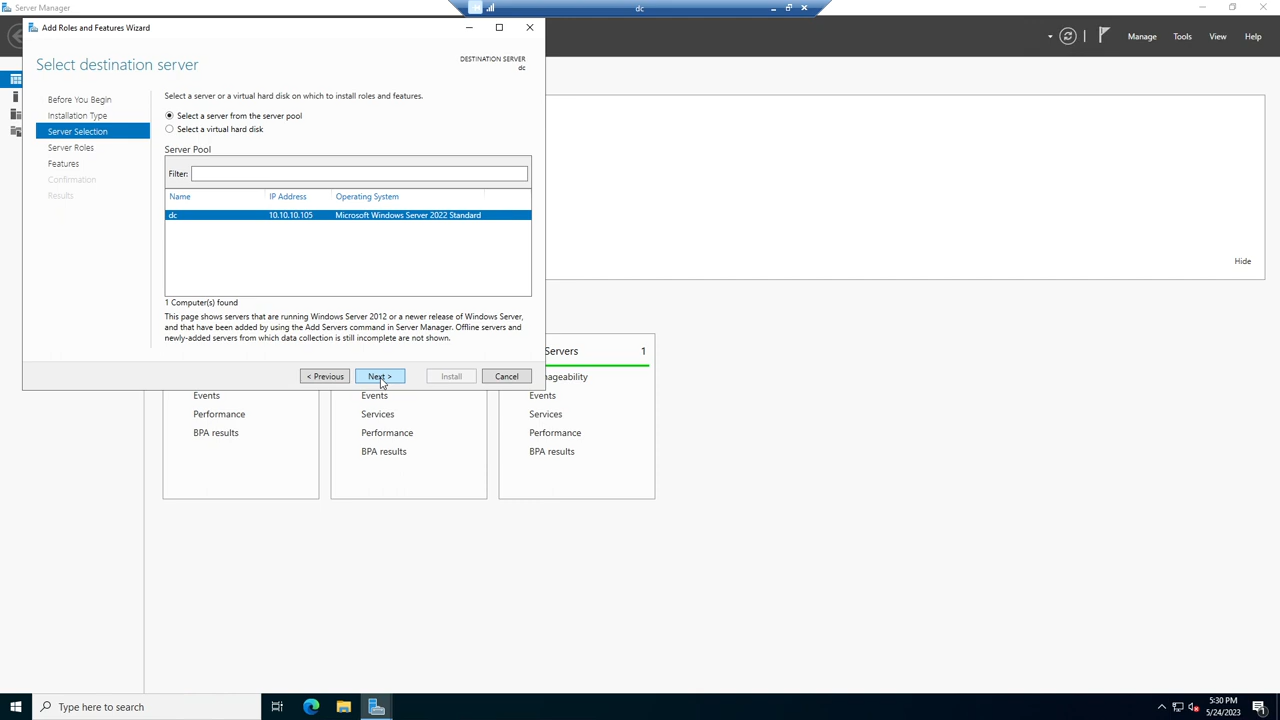 Server Manager
dc
Manage
Tools
View
Help
Add Roles and Features Wizard
Select destination server
DESTINATION SERVER
dc
Before You Begin
Installation Type
Server Selection
Server Roles
Features
Confirmation
Results
Select a server or a virtual hard disk on which to install roles and features.
Select a server from the server pool
Select a virtual hard disk
Server Pool
Filter:
Name IP Address Operating System
dc 10.10.10.105 Microsoft Windows Server 2022 Standard
1 Computer(s) found
This page shows servers that are running Windows Server 2012 or a newer release of Windows Server,
and that have been added by using the Add Servers command in Server Manager. Offline servers and
newly-added servers from which data collection is still incomplete are not shown.
< Previous
Next >
Install
Cancel
Hide
Servers 1
ageability
Events
Performance
BPA results
Events
Services
Performance
BPA results
Events
Services
Performance
BPA results
Type here to search
5:30 PM
5/24/2023
1